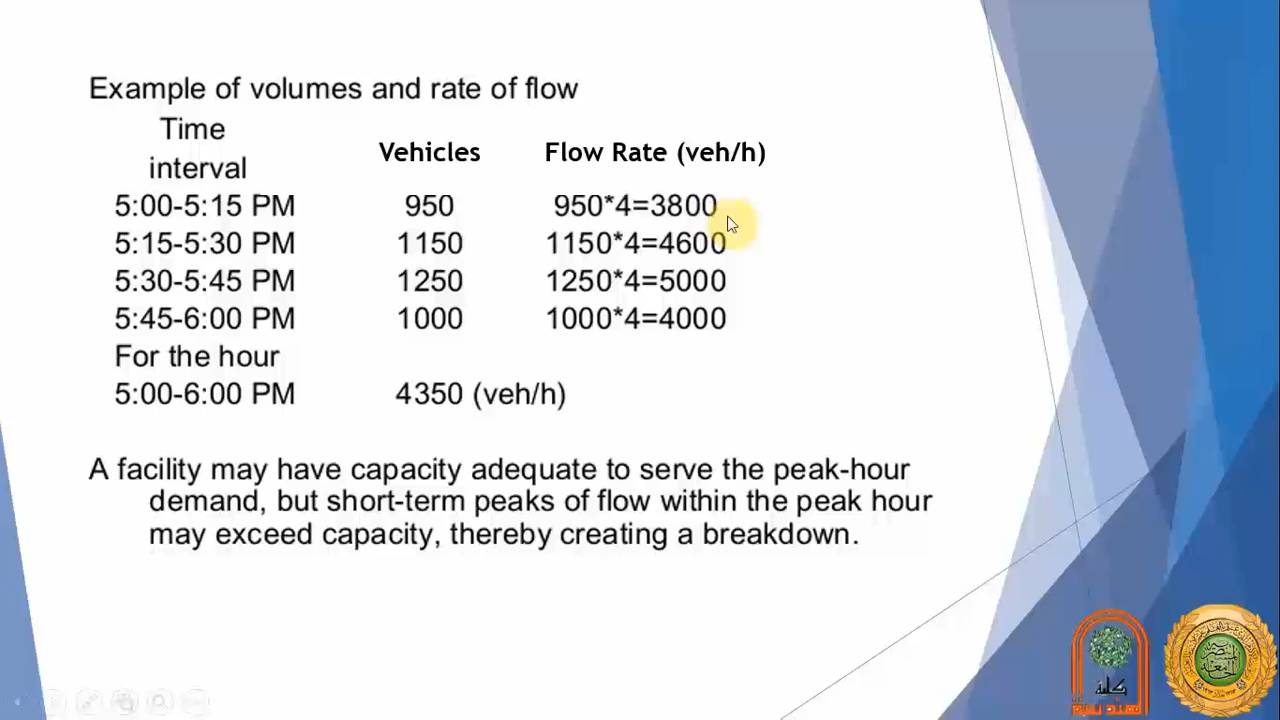 Example of volumes and rate of flow
Time
interval
Vehicles Flow Rate (veh/h)
5:00-5:15 PM 950 950*4=3800
5:15-5:30 PM 1150 1150*4=4600
5:30-5:45 PM 1250 1250*4=5000
5:45-6:00 PM 1000 1000*4=4000
For the hour
5:00-6:00 PM 4350 (veh/h)
A facility may have capacity adequate to serve the peak-hour
demand, but short-term peaks of flow within the peak hour
may exceed capacity, thereby creating a breakdown.
كلية
الهندسة